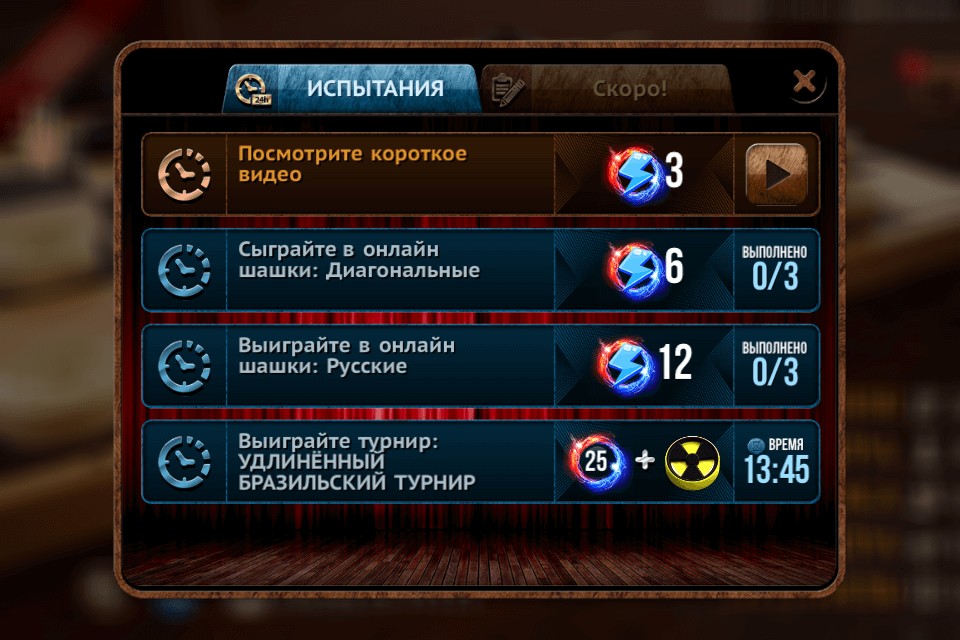 24h
ИСПЫТАНИЯ
Скоро!
Посмотрите короткое
видео
3
Сыграйте в онлайн
шашки: Диагональные
6
ВЫПОЛНЕНО
0/3
Выиграйте в онлайн
шашки: Русские
12
ВЫПОЛНЕНО
0/3
Выиграйте турнир:
УДЛИНЁННЫЙ
БРАЗИЛЬСКИЙ ТУРНИР
25 +
ВРЕМЯ
13:45